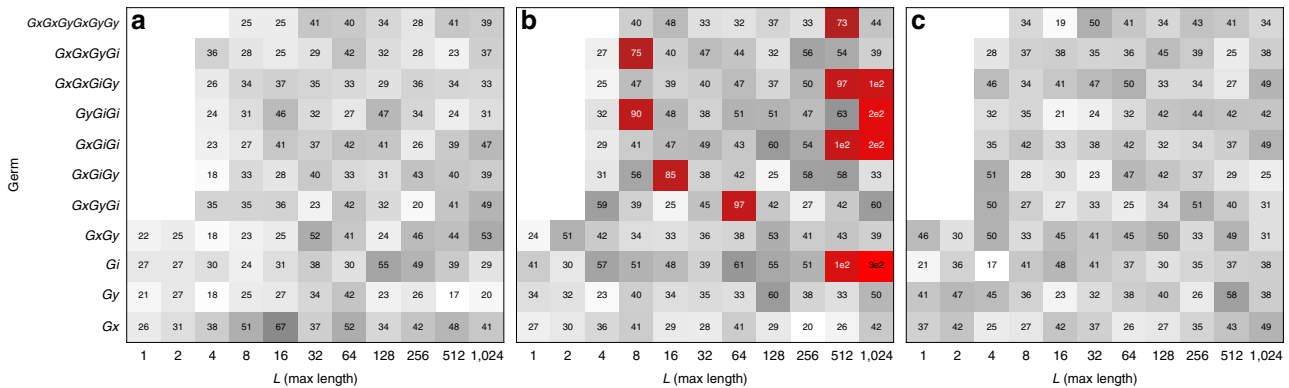 a b c
GxGxGyGxGyGy 25 25 41 40 34 28 41 39 40 48 33 32 37 33 73 44 34 19 50 41 34 43 41 34
GxGxGyGi 36 28 25 29 42 32 28 23 37 27 75 40 47 44 32 56 54 39 28 37 38 35 36 45 39 25 38
GxGxGiGy 26 34 37 35 33 29 36 34 33 25 47 39 40 47 37 50 97 1e2 46 34 41 47 50 33 34 27 49
GyGiGi 24 31 46 32 27 47 34 24 31 32 90 48 38 51 51 47 63 2e2 32 35 21 24 32 42 44 42 42
GxGiGi 23 27 41 37 42 41 26 39 47 29 41 47 49 43 60 54 1e2 2e2 35 42 33 38 42 32 34 37 49
GxGiGy 18 33 28 40 33 31 43 40 39 31 56 85 38 42 25 58 58 33 51 28 30 23 47 42 37 29 25
GxGyGi 35 35 36 23 42 32 20 41 49 59 39 25 45 97 42 27 42 60 50 27 27 33 25 34 51 40 31
GxGy 22 25 18 23 25 52 41 24 46 44 53 24 51 42 34 33 36 38 53 41 43 39 46 30 50 33 45 41 45 50 33 49 31
Gi 27 27 30 24 31 38 30 55 49 39 29 41 30 57 51 48 39 61 55 51 1e2 3e2 21 36 17 41 48 41 37 30 35 37 38
Gy 21 27 18 25 27 34 42 23 26 17 20 34 32 23 40 34 35 33 60 38 33 50 41 47 45 36 23 32 38 40 26 58 38
Gx 26 31 38 51 67 37 52 34 42 48 41 27 30 36 41 29 28 41 29 20 26 42 37 42 25 27 42 37 26 27 35 43 49
Germ
1 2 4 8 16 32 64 128 256 512 1,024 1 2 4 8 16 32 64 128 256 512 1,024 1 2 4 8 16 32 64 128 256 512 1,024
L (max length) L (max length) L (max length)